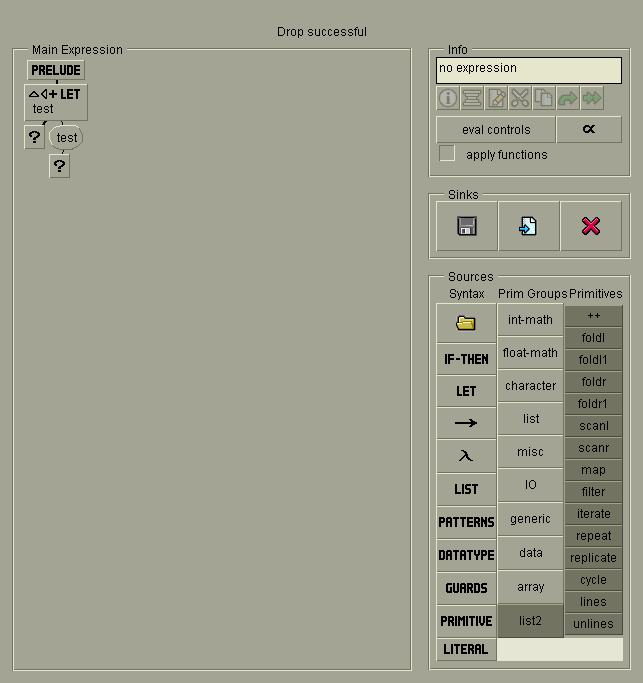 Drop successful
Main Expression
PRELUDE
LET
test
?
test
?
Info
no expression
eval controls
∝
apply functions
Sinks
Sources
Syntax
Prim Groups
Primitives
IF-THEN
LET
→
λ
LIST
PATTERNS
DATATYPE
GUARDS
PRIMITIVE
LITERAL
int-math
float-math
character
list
misc
IO
generic
data
array
list2
++
foldl
foldl1
foldr
foldr1
scanl
scanr
map
filter
iterate
repeat
replicate
cycle
lines
unlines